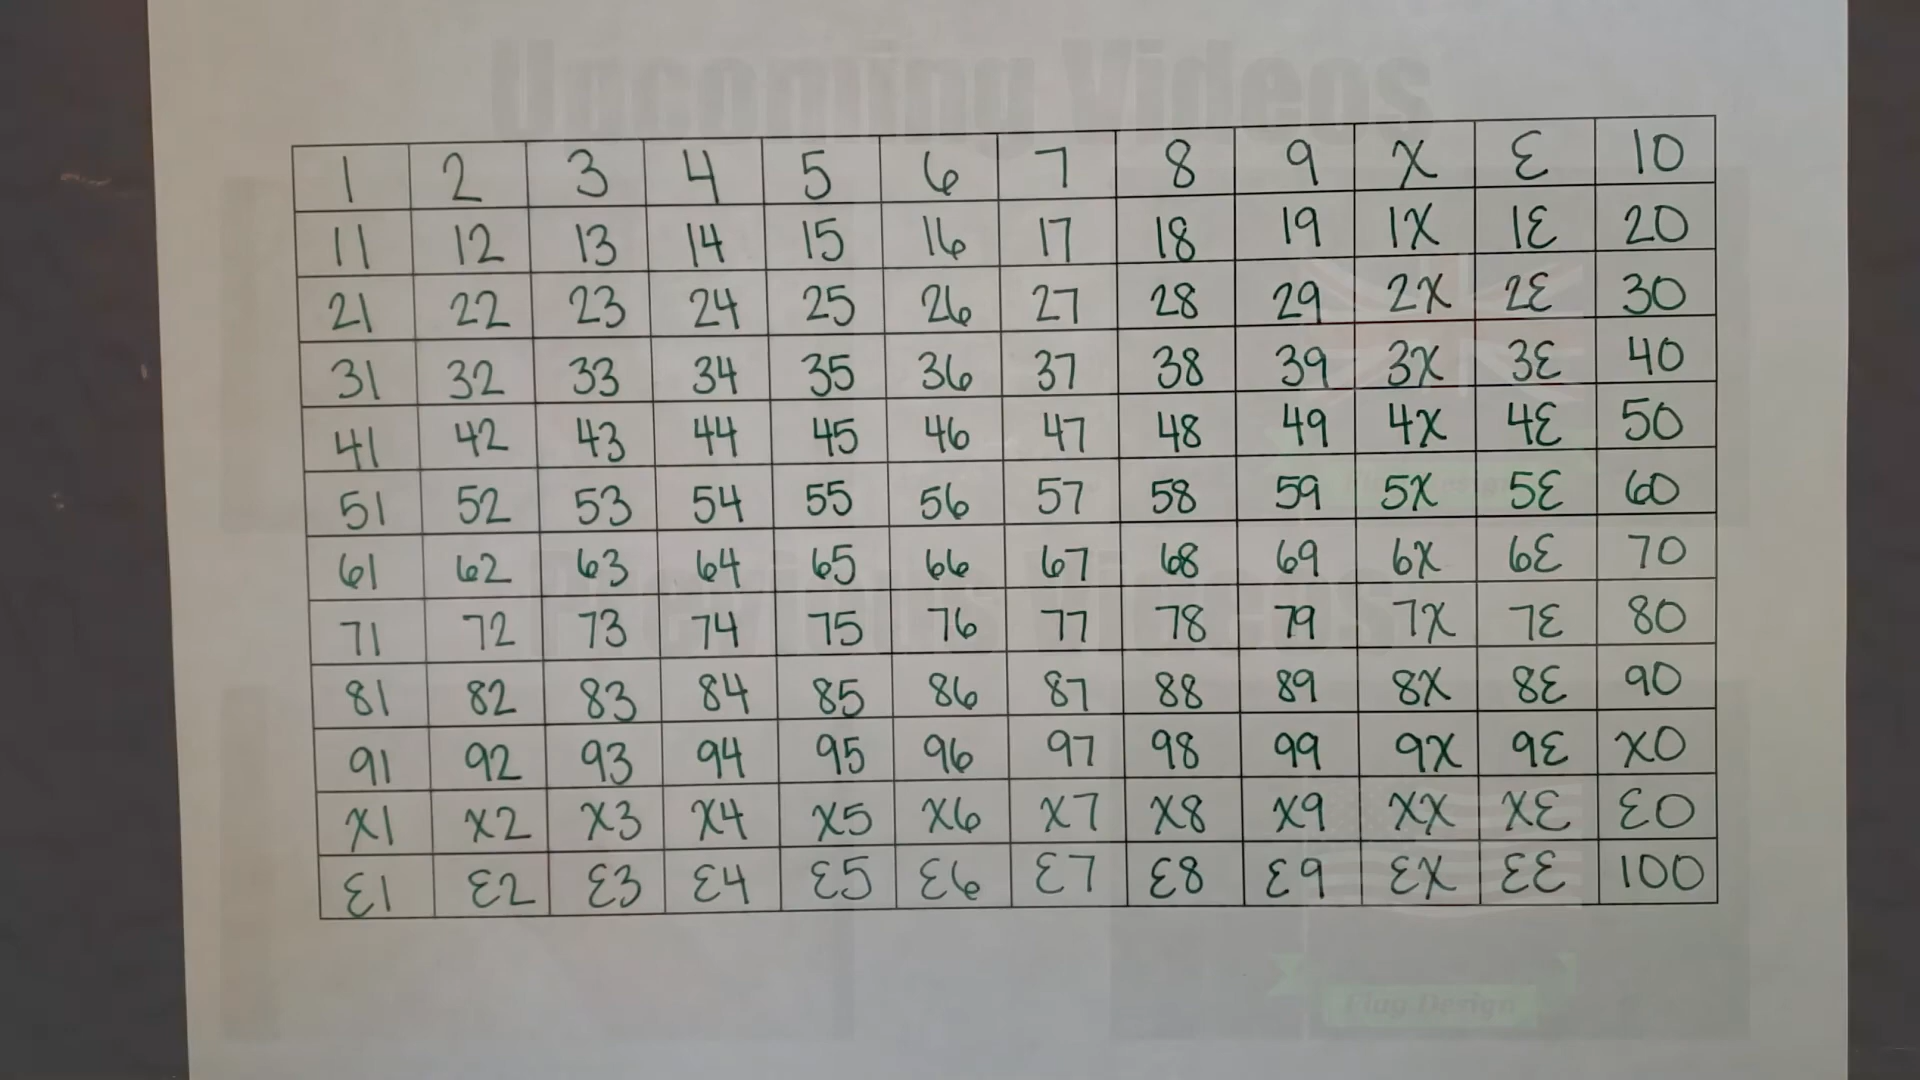 Upcoming Videos
1 2 3 4 5 6 7 8 9 X Ɛ 10
11 12 13 14 15 16 17 18 19 1X 1Ɛ 20
21 22 23 24 25 26 27 28 29 2X 2Ɛ 30
31 32 33 34 35 36 37 38 39 3X 3Ɛ 40
41 42 43 44 45 46 47 48 49 4X 4Ɛ 50
51 52 53 54 55 56 57 58 59 5X 5Ɛ 60
61 62 63 64 65 66 67 68 69 6X 6Ɛ 70
Previous Videos
71 72 73 74 75 76 77 78 79 7X 7Ɛ 80
81 82 83 84 85 86 87 88 89 8X 8Ɛ 90
91 92 93 94 95 96 97 98 99 9X 9Ɛ X0
X1 X2 X3 X4 X5 X6 X7 X8 X9 XX XƐ Ɛ0
Ɛ1 Ɛ2 Ɛ3 Ɛ4 Ɛ5 Ɛ6 Ɛ7 Ɛ8 Ɛ9 ƐX ƐƐ 100
Flag Design